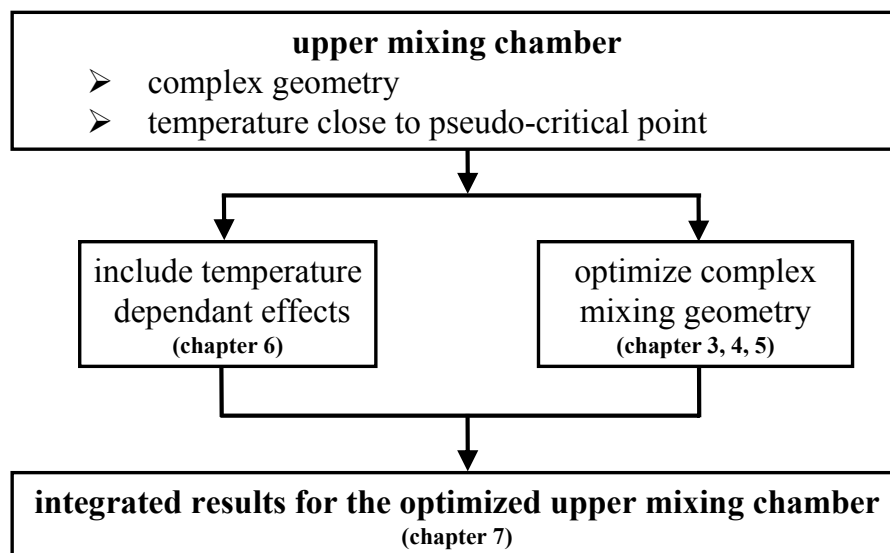 upper mixing chamber
➢ complex geometry
➢ temperature close to pseudo-critical point
include temperature
dependant effects
(chapter 6)
optimize complex
mixing geometry
(chapter 3, 4, 5)
integrated results for the optimized upper mixing chamber
(chapter 7)